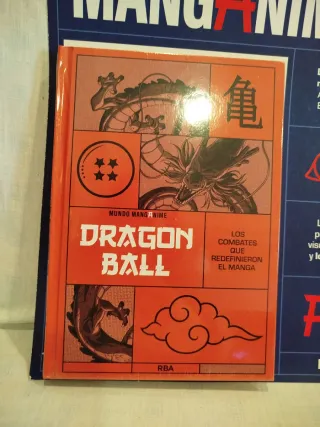 MANGANIM
亀
MUNDO MANGANIME
DRAGON
BALL
LOS
COMBATES
QUE
REDEFINIERON
EL MANGA
RBA